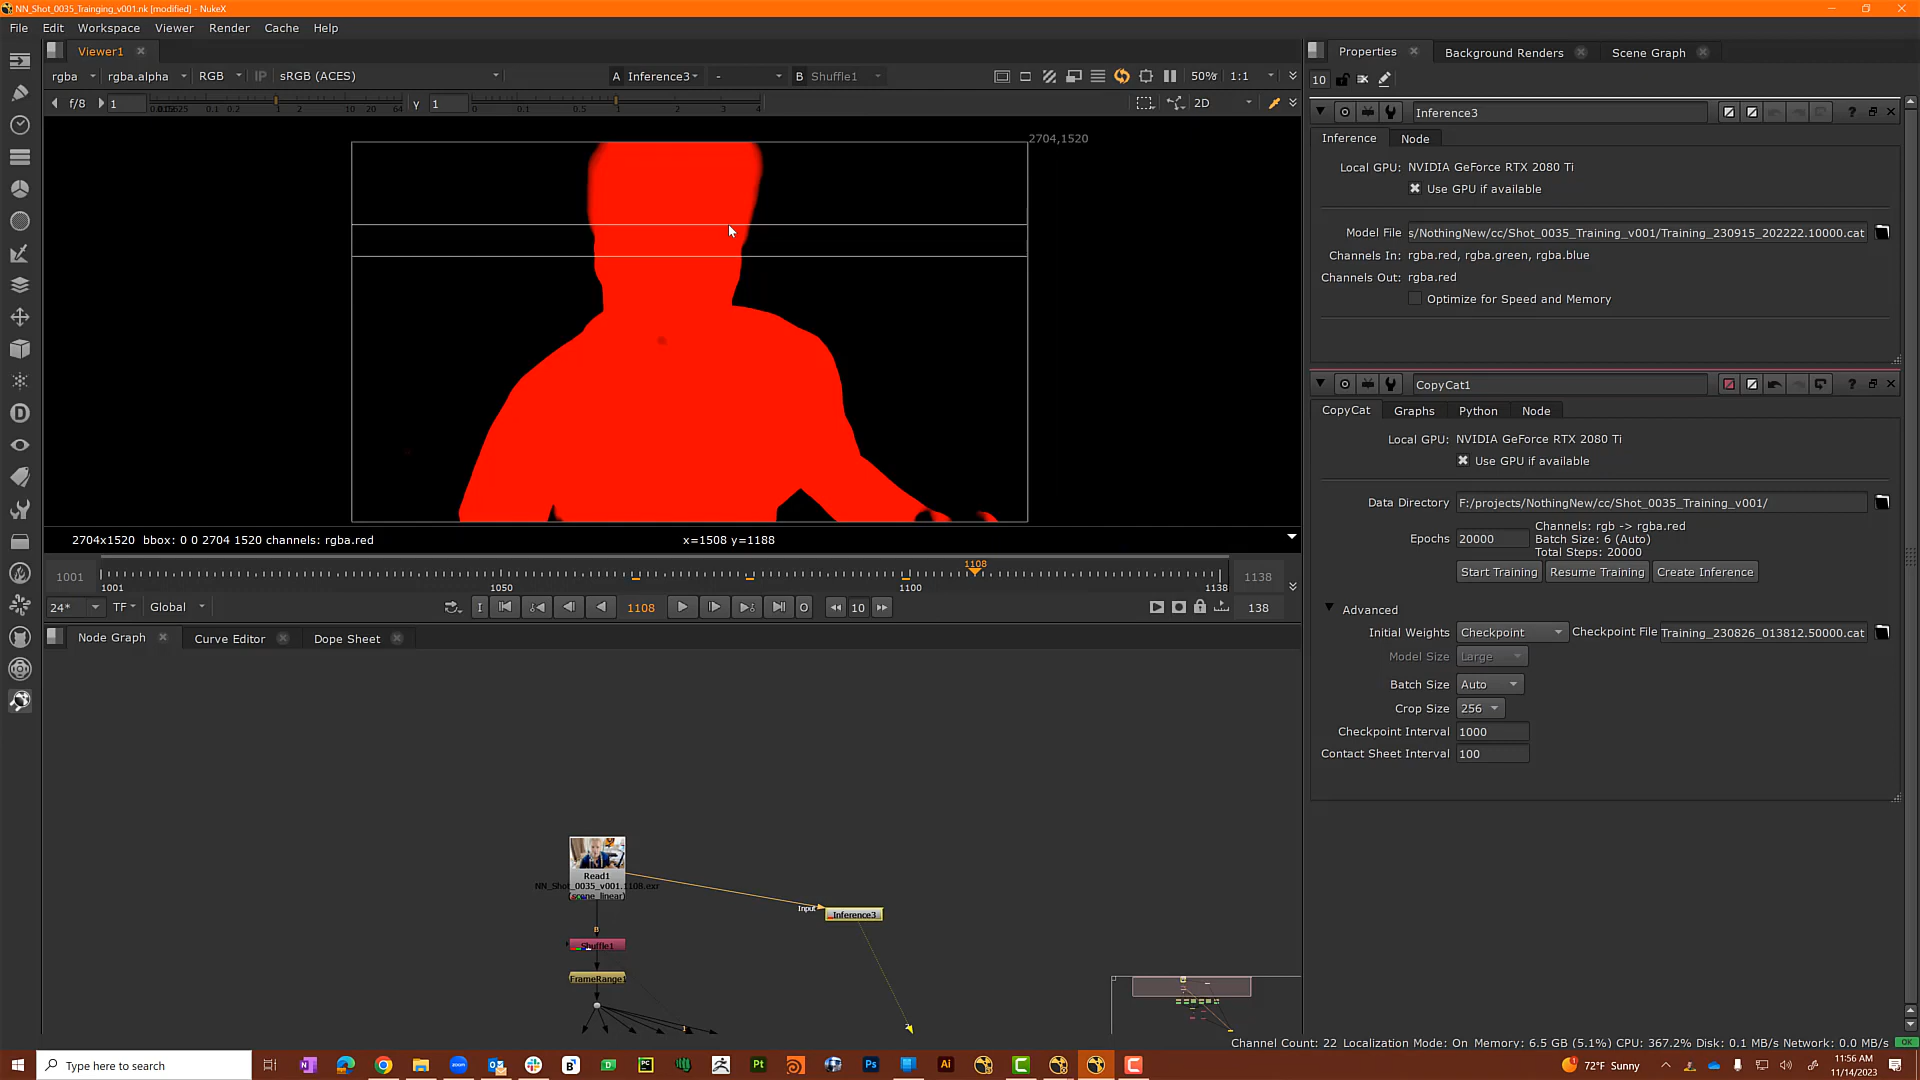 NN_Shot_0035_Trainging_v001.nk [modified] - NukeX
File Edit Workspace Viewer Render Cache Help
Viewer1
rgba rgba.alpha RGB IP sRGB (ACES) A Inference3 - B Shuffle1 50% 1:1
f/8 1 γ 1 2D
2704,1520
2704x1520 bbox: 0 0 2704 1520 channels: rgba.red x=1508 y=1188
1001 1001 1050 1100 1108 1138 1138
24* TF Global I 1108 O 10 138
Node Graph Curve Editor Dope Sheet
Read1
NN_Shot_0035_v001.1108.exr
(scene_linear)
B
Shuffle1
FrameRange1
1
Input
Inference3
Properties Background Renders Scene Graph
10
Inference3
Inference Node
Local GPU: NVIDIA GeForce RTX 2080 Ti
Use GPU if available
Model File s/NothingNew/cc/Shot_0035_Training_v001/Training_230915_202222.10000.cat
Channels In: rgba.red, rgba.green, rgba.blue
Channels Out: rgba.red
Optimize for Speed and Memory
CopyCat1
CopyCat Graphs Python Node
Local GPU: NVIDIA GeForce RTX 2080 Ti
Use GPU if available
Data Directory F:/projects/NothingNew/cc/Shot_0035_Training_v001/
Channels: rgb -> rgba.red
Epochs 20000 Batch Size: 6 (Auto)
Total Steps: 20000
Start Training Resume Training Create Inference
Advanced
Initial Weights Checkpoint Checkpoint File Training_230826_013812.50000.cat
Model Size Large
Batch Size Auto
Crop Size 256
Checkpoint Interval 1000
Contact Sheet Interval 100
Channel Count: 22 Localization Mode: On Memory: 6.5 GB (5.1%) CPU: 367.2% Disk: 0.1 MB/s Network: 0.0 MB/s OK
Type here to search
72°F Sunny
11:56 AM
11/14/2023